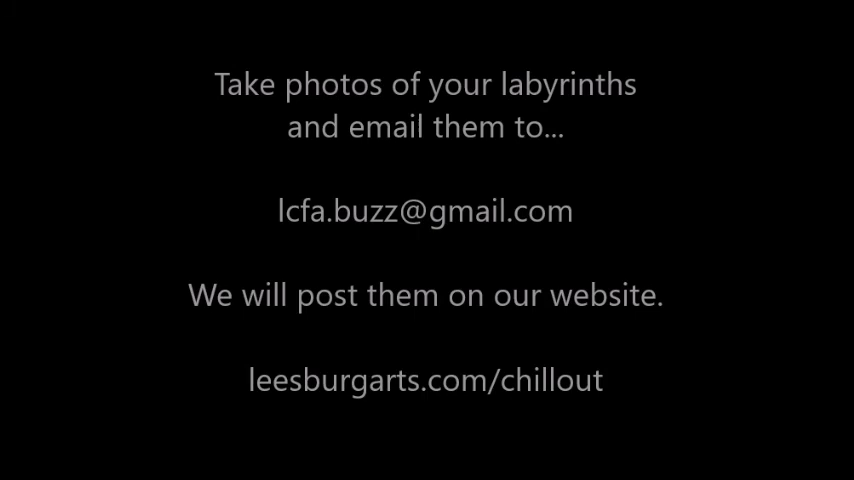 Take photos of your labyrinths
and email them to...
lcfa.buzz@gmail.com
We will post them on our website.
leesburgarts.com/chillout